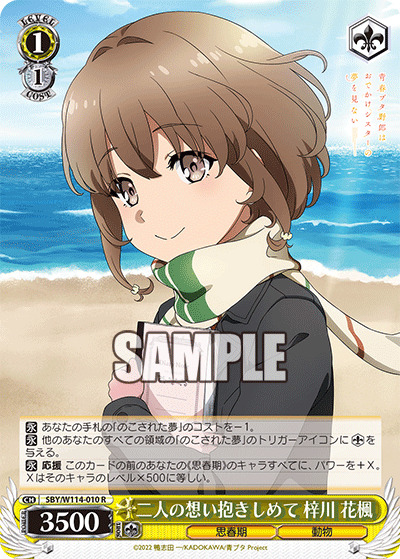 LEVEL
1
1
COST
青春ブタ野郎は
おでかけシスターの
夢を見ない
SAMPLE
永 あなたの手札の「のこされた夢」のコストを－1。
永 他のあなたのすべての領域の「のこされた夢」のトリガーアイコンに を
与える。
永 応援 このカードの前のあなたの《思春期》のキャラすべてに、パワーを＋X。
Xはそのキャラのレベル×500に等しい。
CH SBY/W114-010 R
3500
二人の想い抱きしめて 梓川 花楓
思春期
動物
©2022 鴨志田 一/KADOKAWA/青ブタ Project